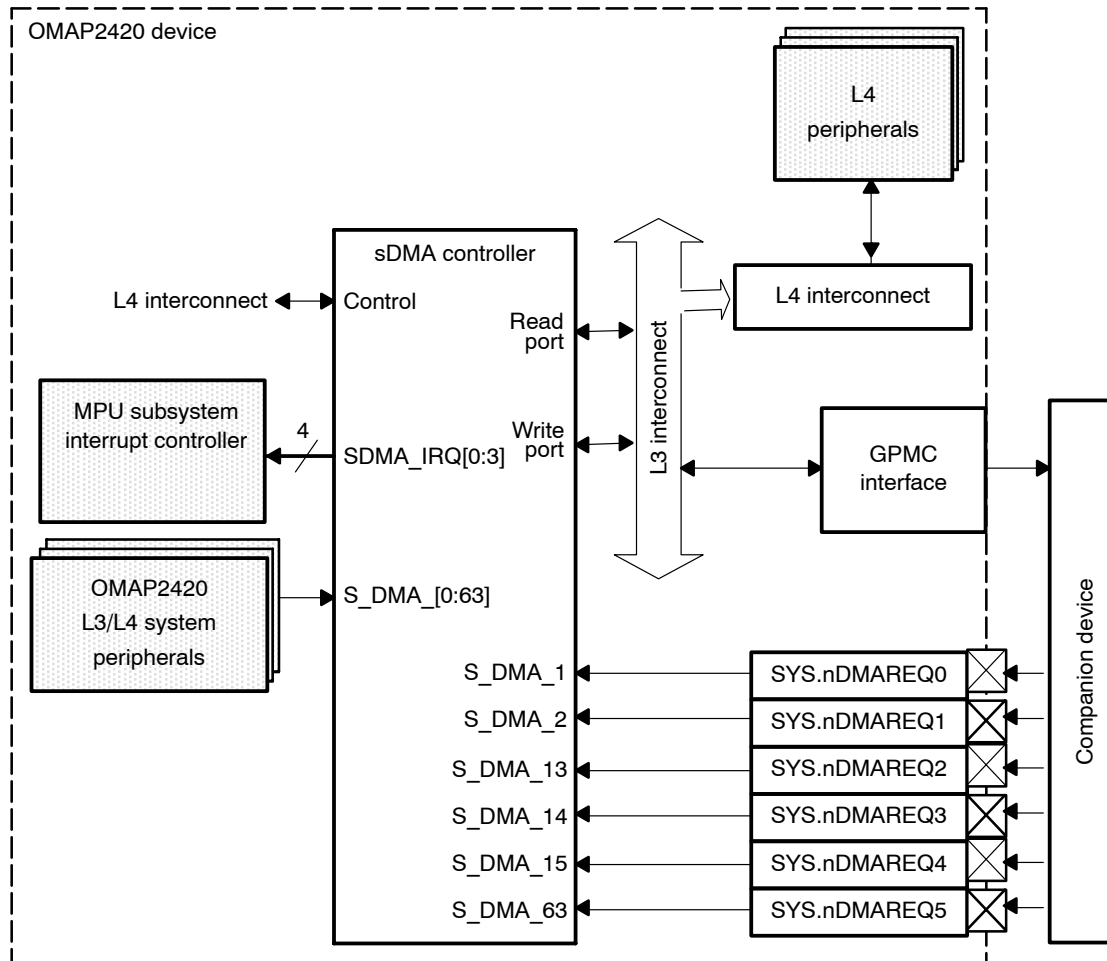 OMAP2420 device
L4
peripherals
sDMA controller
L4 interconnect
Control
L4 interconnect
Read
port
L3 interconnect
MPU subsystem
interrupt controller
4
SDMA_IRQ[0:3]
Write
port
GPMC
interface
OMAP2420
L3/L4 system
peripherals
S_DMA_[0:63]
Companion device
S_DMA_1
SYS.nDMAREQ0
S_DMA_2
SYS.nDMAREQ1
S_DMA_13
SYS.nDMAREQ2
S_DMA_14
SYS.nDMAREQ3
S_DMA_15
SYS.nDMAREQ4
S_DMA_63
SYS.nDMAREQ5